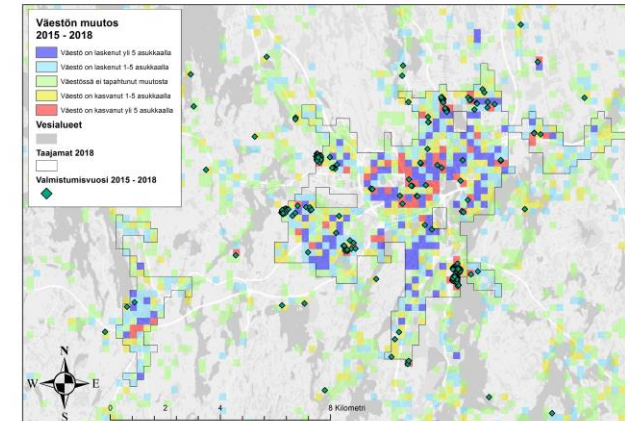 Väestön muutos
2015 - 2018
Väestö on laskenut yli 5 asukkaalla
Väestö on laskenut 1-5 asukkaalla
Väestössä ei tapahtunut muutosta
Väestö on kasvanut 1-5 asukkaalla
Väestö on kasvanut yli 5 asukkaalla
Vesialueet
Taajamat 2018
Valmistumisvuosi 2015 - 2018
N
W E
S
0 2 4 8 Kilometri